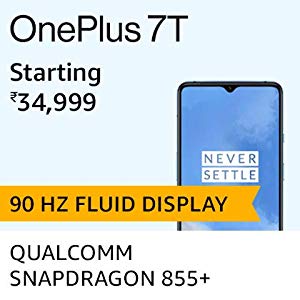 OnePlus 7T
Starting
₹34,999
NEVER
SETTLE
90 HZ FLUID DISPLAY
QUALCOMM
SNAPDRAGON 855+